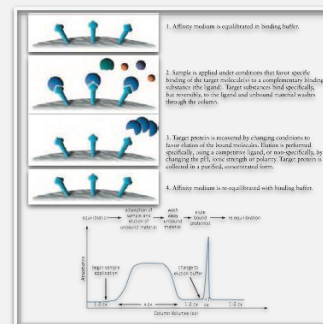 1. Affinity medium is equilibrated in binding buffer.
2. Sample is applied under conditions that favor specific
binding of the target molecule(s) to a complementary binding
substance (the ligand). Target substances bind specifically,
but reversibly, to the ligand and unbound material washes
through the column.
3. Target protein is recovered by changing conditions to
favor elution of the bound molecules. Elution is performed
specifically, using a competitive ligand, or non-specifically, by
changing the pH, ionic strength or polarity. Target protein is
collected in a purified, concentrated form.
4. Affinity medium is re-equilibrated with binding buffer.
equilibration
adsorption of
sample and
elution of
unbound material
wash
away
unbound
material
elute
bound
protein(s)
re-equilibration
Absorbance
begin sample
application
change to
elution buffer
Column Volumes (cv)